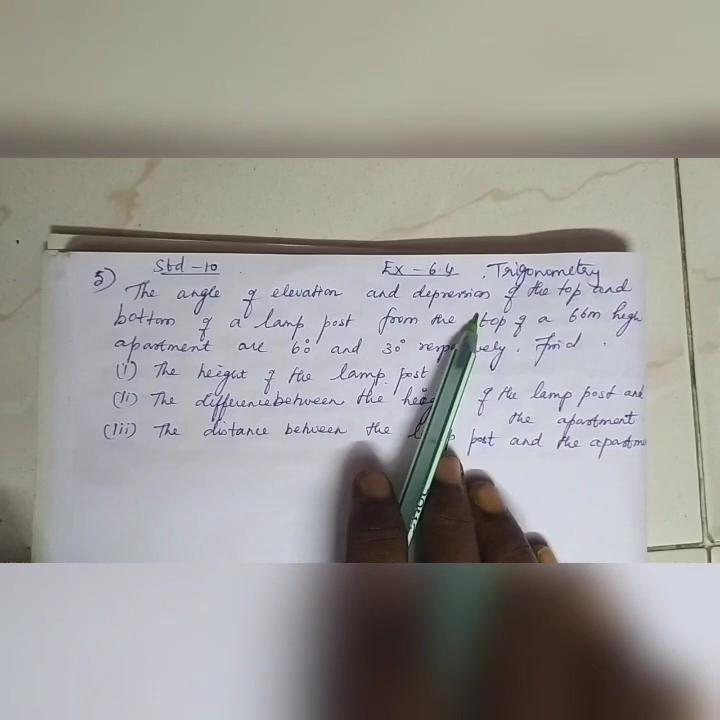 Std-10 Ex-6.4, Trigonometry
5) The angle of elevation and depression of the top and
bottom of a lamp post from the top of a 66m high
apartment are 60° and 30° respectively. Find.
(i) The height of the lamp post
(ii) The difference between the height of the lamp post and
the apartment
(iii) The distance between the lamp post and the apartme